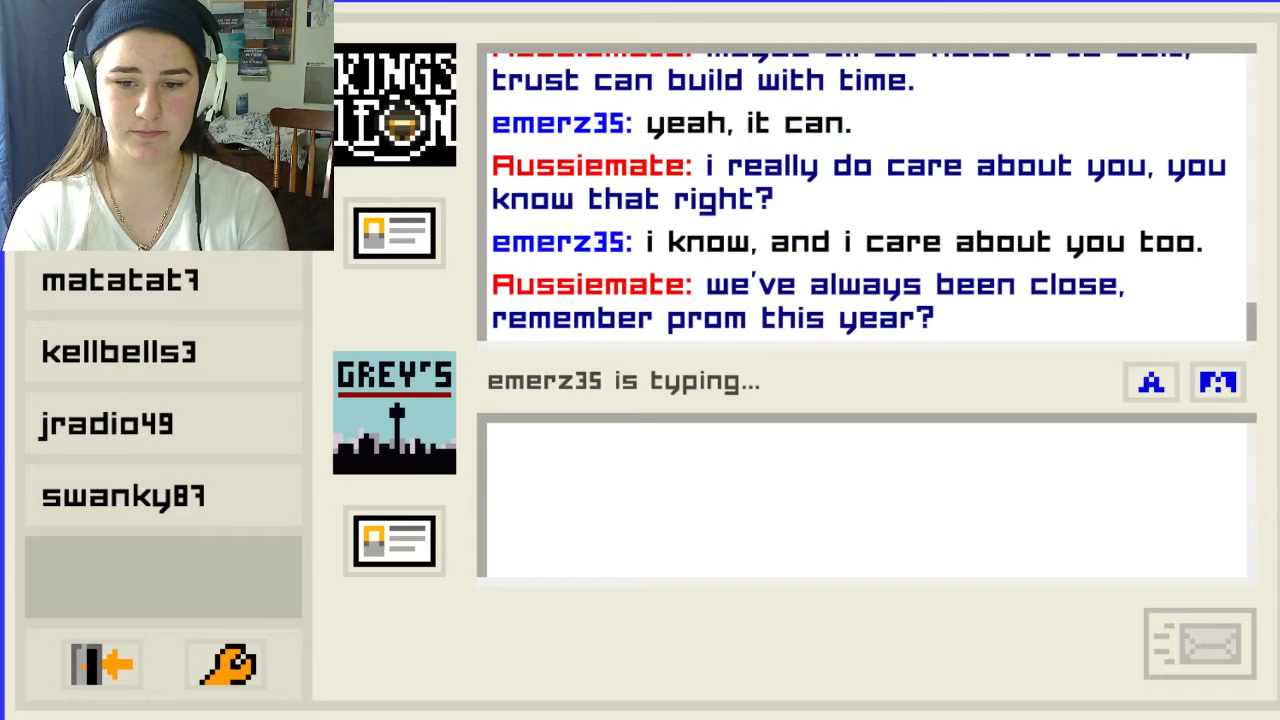 trust can build with time.
emerz35: yeah, it can.
Aussiemate: i really do care about you, you
know that right?
emerz35: i know, and i care about you too.
Aussiemate: we've always been close,
remember prom this year?
KINGS
GREY'S
emerz35 is typing...
A
matatat7
kellbells3
jradio49
swanky87